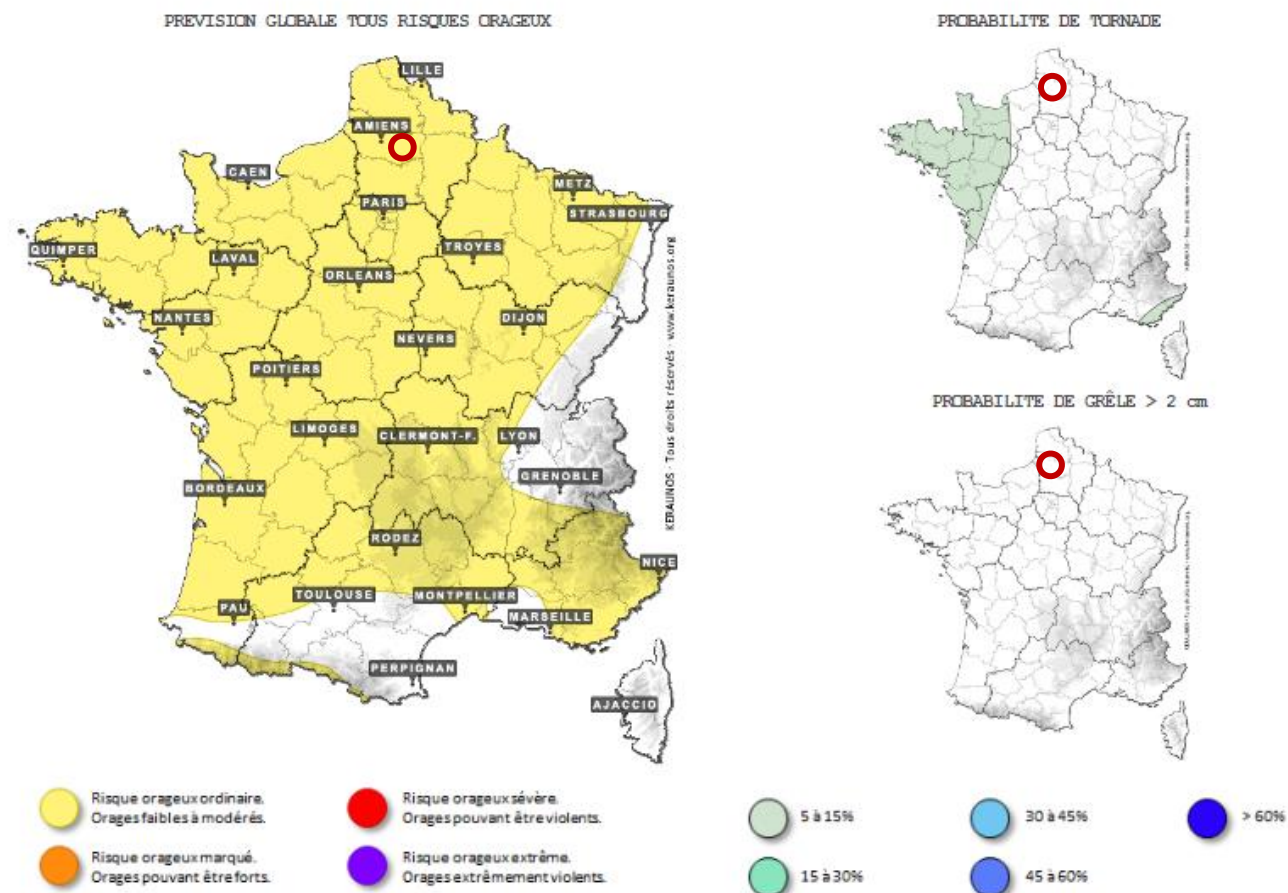 PREVISION GLOBALE TOUS RISQUES ORAGEUX
LILLE
AMIENS
CAEN
METZ
PARIS
STRASBOURG
QUIMPER
LAVAL
TROYES
ORLEANS
NANTES
DIJON
NEVERS
POITIERS
LIMOGES
CLERMONT-F.
LYON
GRENOBLE
BORDEAUX
RODEZ
NICE
TOULOUSE
MONTPELLIER
PAU
MARSEILLE
PERPIGNAN
AJACCIO
KERAUNOS - Tous droits réservés - www.keraunos.org
Risque orageux ordinaire.
Orages faibles à modérés.
Risque orageux marqué.
Orages pouvant être forts.
Risque orageux sévère.
Orages pouvant être violents.
Risque orageux extrême.
Orages extrêmement violents.
PROBABILITE DE TORNADE
PROBABILITE DE GRÊLE > 2 cm
5 à 15%
15 à 30%
30 à 45%
45 à 60%
> 60%